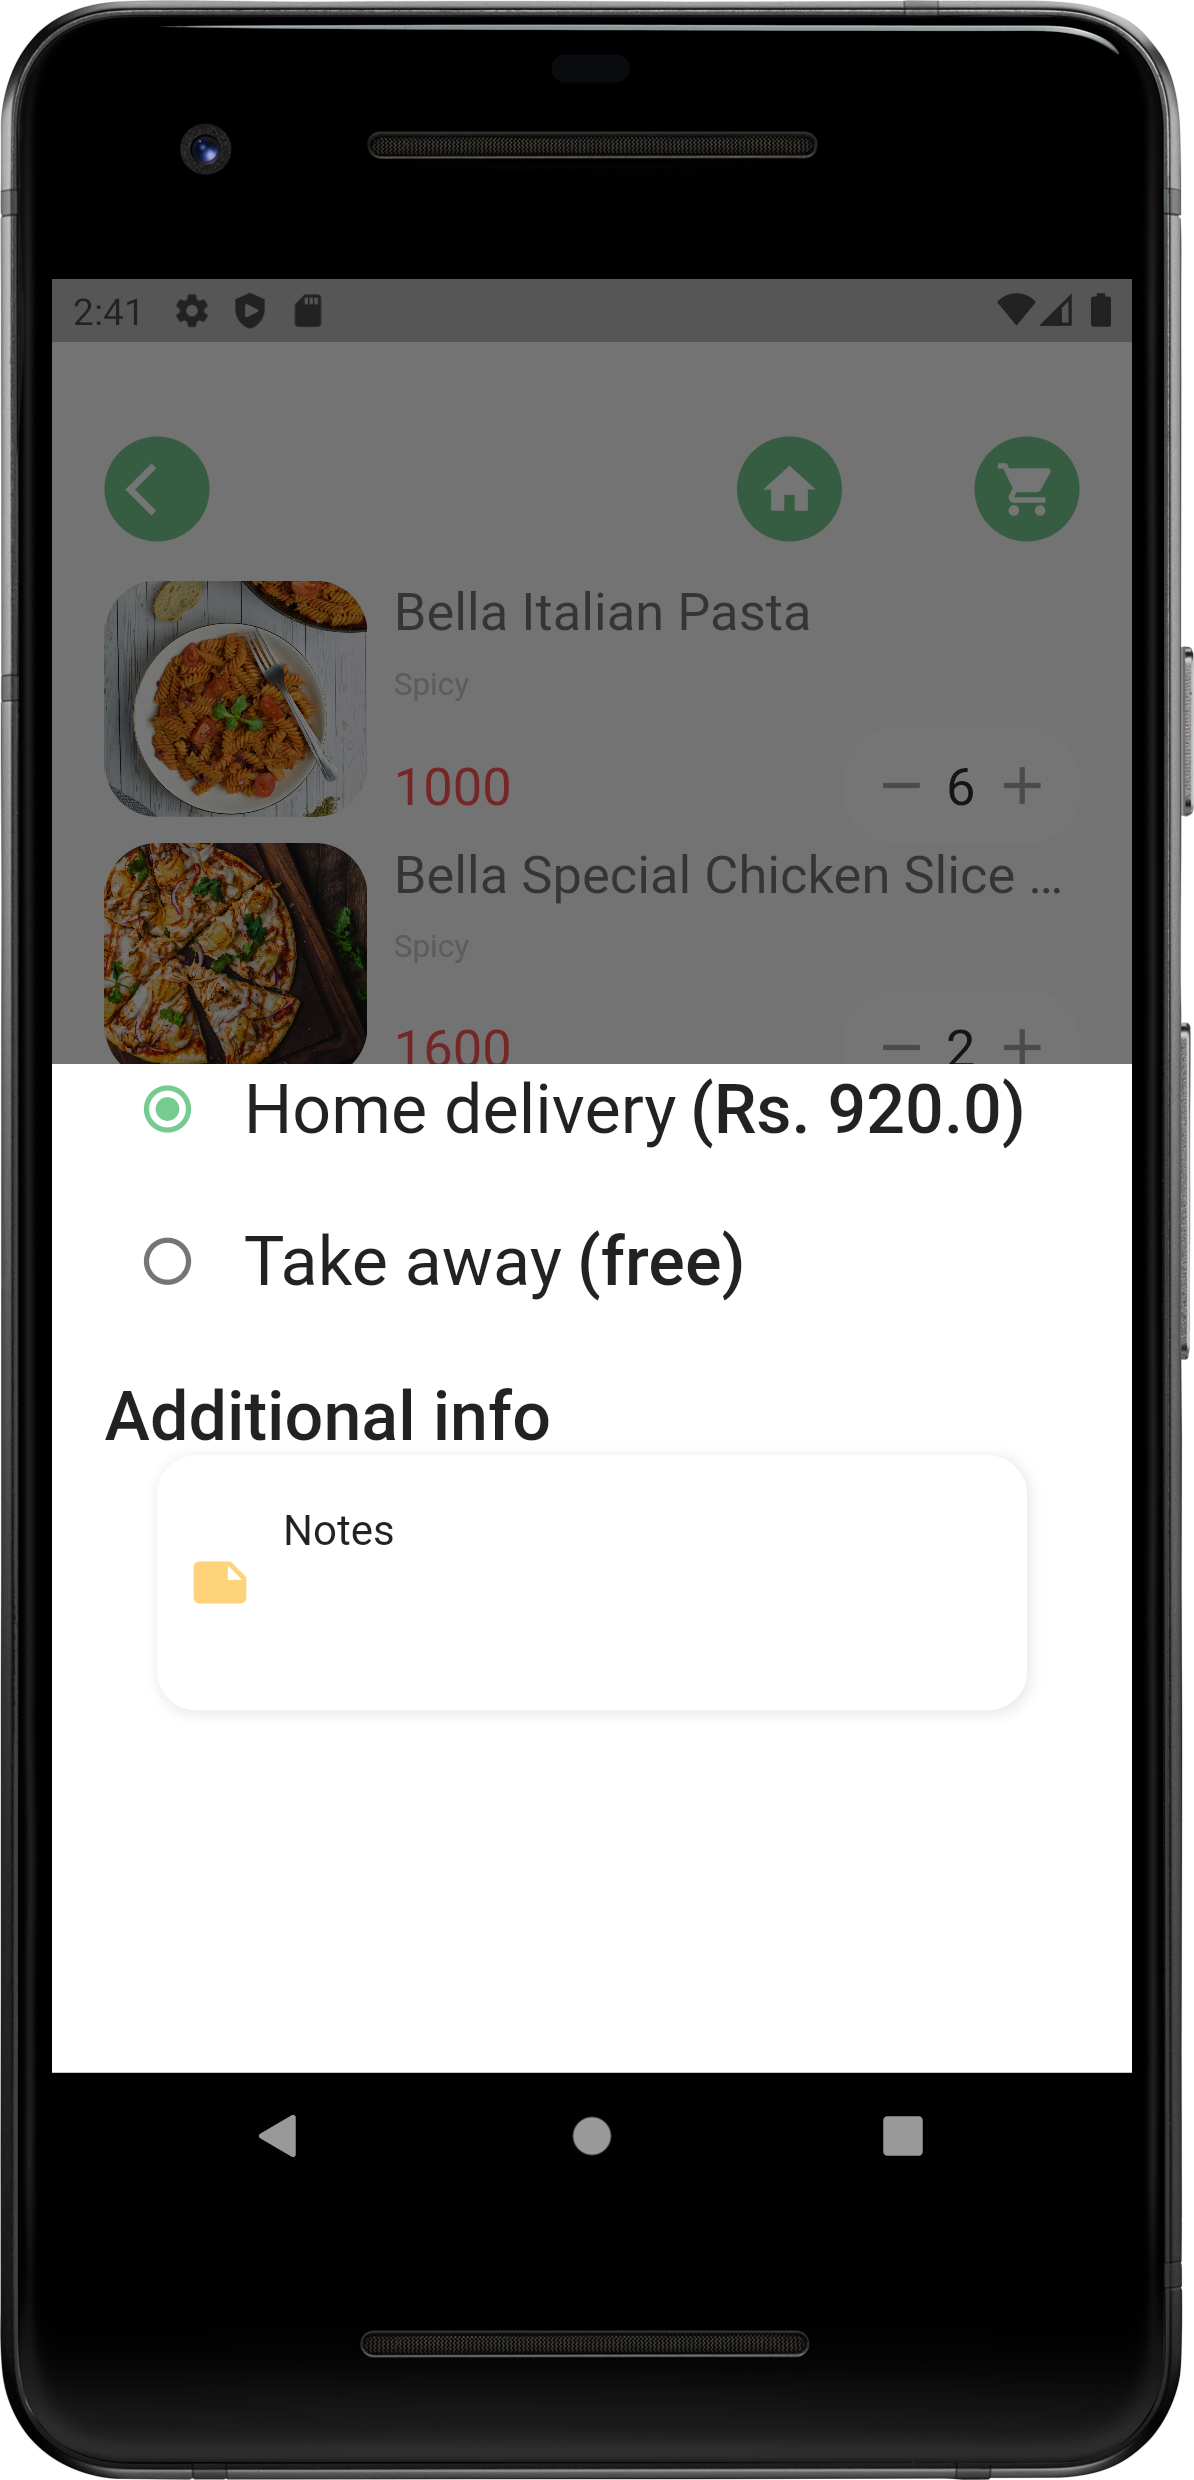 2:41
Bella Italian Pasta
Spicy
1000
6
Bella Special Chicken Slice ...
Spicy
1600
2
Home delivery (Rs. 920.0)
Take away (free)
Additional info
Notes